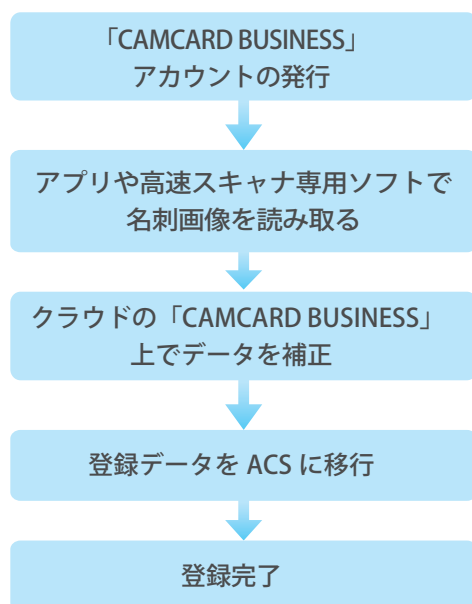 「CAMCARD BUSINESS」
アカウントの発行
アプリや高速スキャナ専用ソフトで
名刺画像を読み取る
クラウドの「CAMCARD BUSINESS」
上でデータを補正
登録データを ACS に移行
登録完了